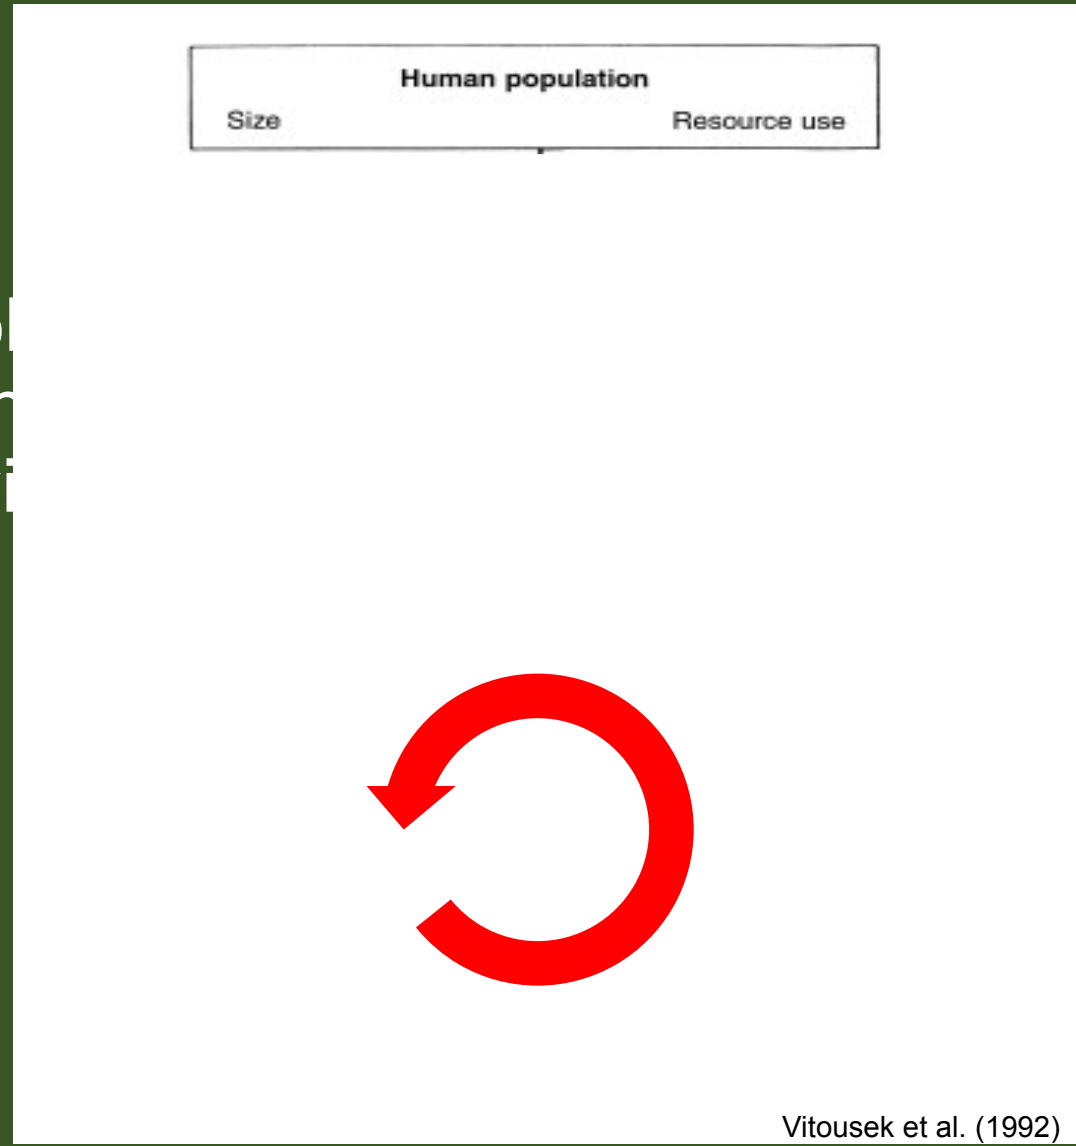 Human population
Size Resource use
Vitousek et al. (1992)